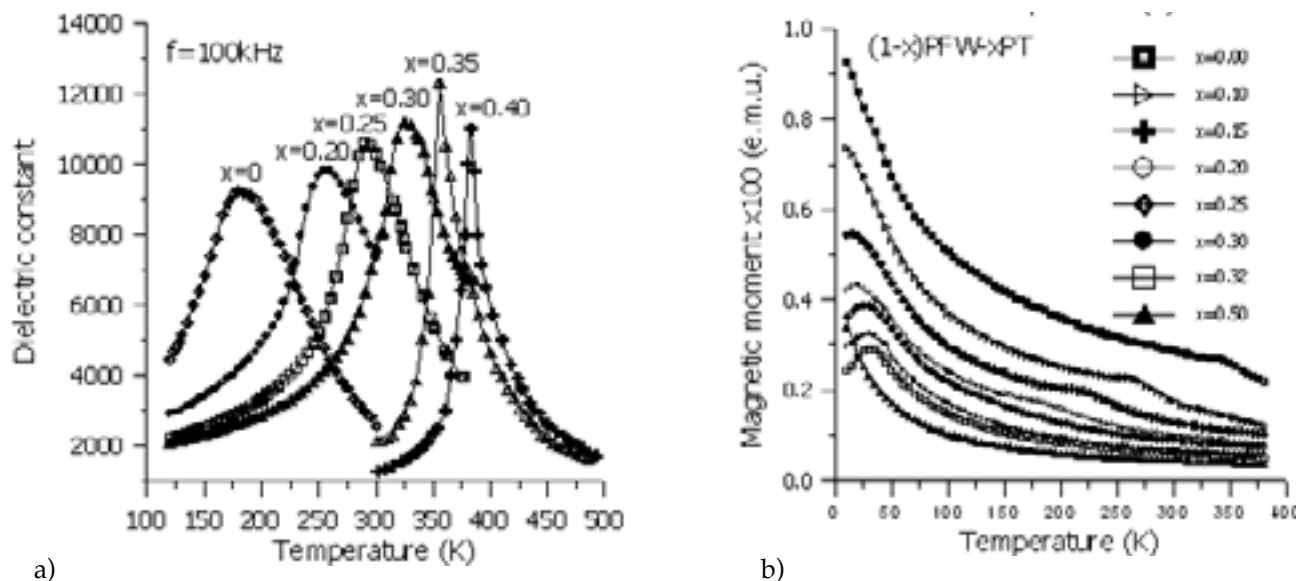 14000
12000
10000
8000
6000
4000
2000
Dielectric constant
f=100kHz
x=0
x=0.20
x=0.25
x=0.30
x=0.35
x=0.40
100 150 200 250 300 350 400 450 500
Temperature (K)
a)
1.0
0.8
0.6
0.4
0.2
0.0
Magnetic moment x100 (e.m.u.)
(1-x)PFW-xPT
x=0.00
x=0.10
x=0.15
x=0.20
x=0.25
x=0.30
x=0.32
x=0.50
0 50 100 150 200 250 300 350 400
Temperature (K)
b)